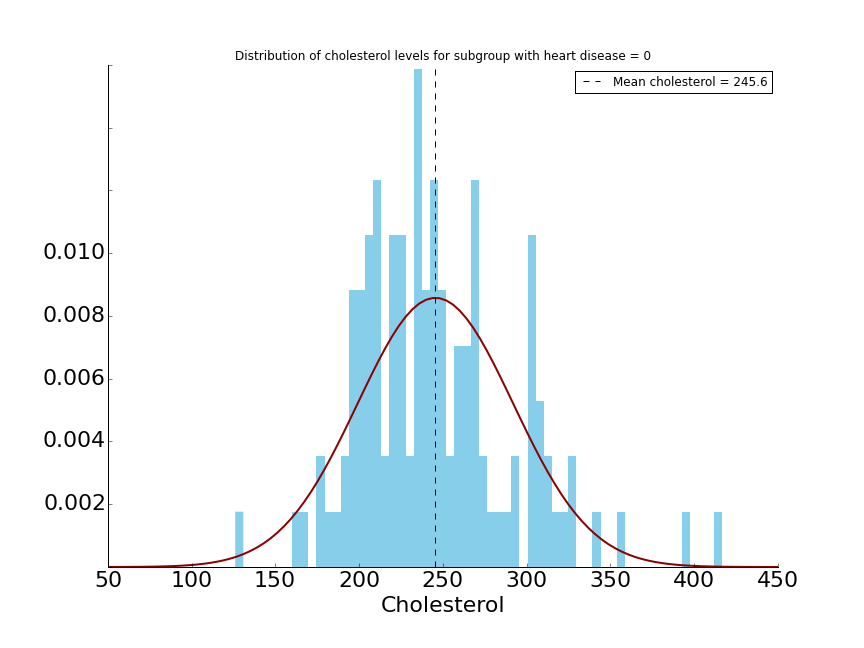 Distribution of cholesterol levels for subgroup with heart disease = 0
Mean cholesterol = 245.6
0.010
0.008
0.006
0.004
0.002
50 100 150 200 250 300 350 400 450
Cholesterol